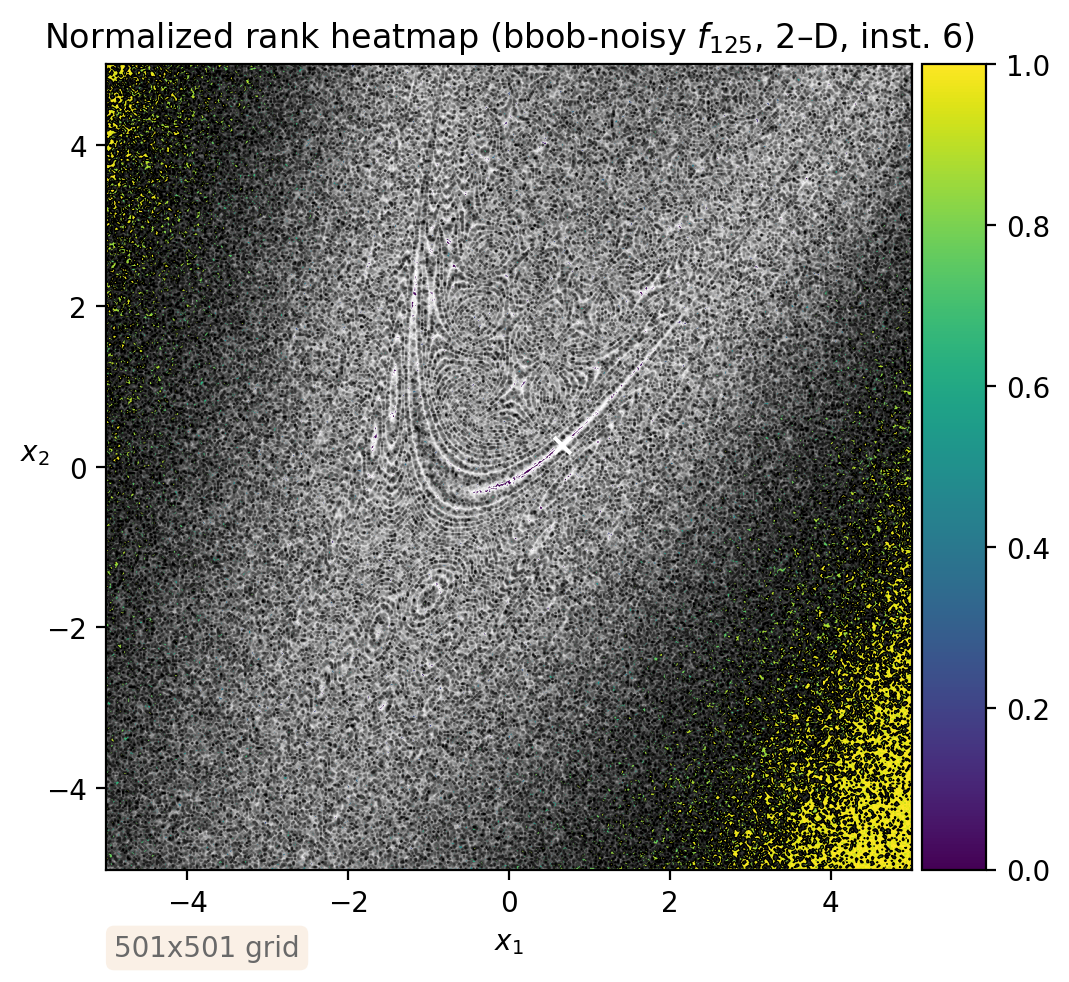 Normalized rank heatmap (bbob-noisy f₁₂₅, 2–D, inst. 6)
1.0
0.8
0.6
0.4
0.2
0.0
4
2
0
−2
−4
x₂
−4 −2 0 2 4
x₁
501x501 grid